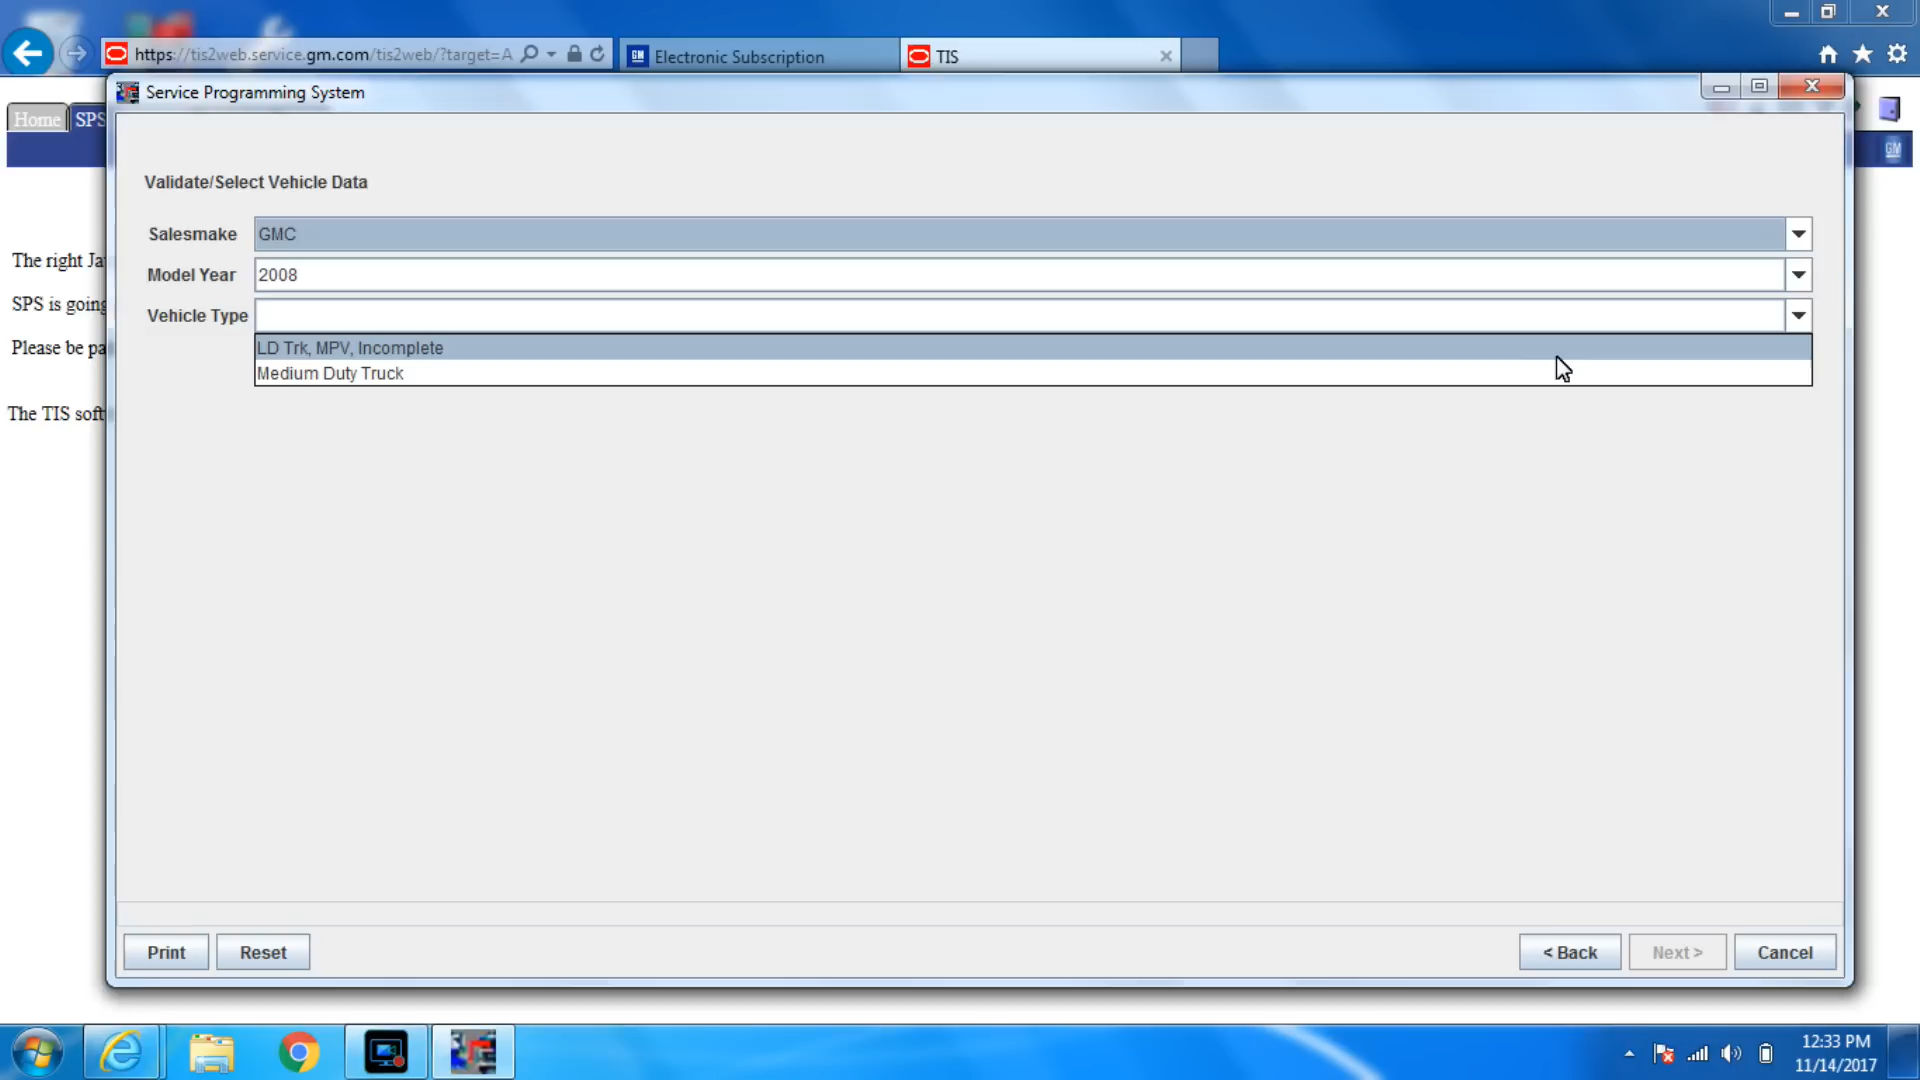 https://tis2web.service.gm.com/tis2web/?target=A
GM Electronic Subscription
TIS
Service Programming System
Home SPS
GM
Validate/Select Vehicle Data
Salesmake GMC
Model Year 2008
Vehicle Type
LD Trk, MPV, Incomplete
Medium Duty Truck
The right Ja
SPS is going
Please be pa
The TIS soft
Print Reset < Back Next > Cancel
12:33 PM
11/14/2017